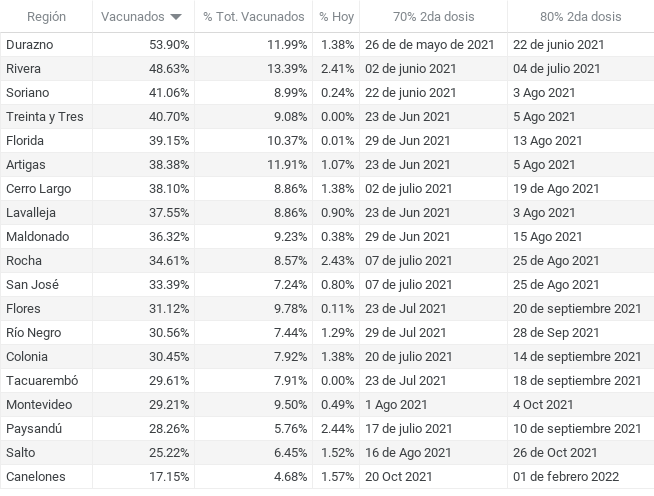 Región Vacunados % Tot. Vacunados % Hoy 70% 2da dosis 80% 2da dosis
Durazno 53.90% 11.99% 1.38% 26 de de mayo de 2021 22 de junio 2021
Rivera 48.63% 13.39% 2.41% 02 de junio 2021 04 de julio 2021
Soriano 41.06% 8.99% 0.24% 22 de junio 2021 3 Ago 2021
Treinta y Tres 40.70% 9.08% 0.00% 23 de Jun 2021 5 Ago 2021
Florida 39.15% 10.37% 0.01% 29 de Jun 2021 13 Ago 2021
Artigas 38.38% 11.91% 1.07% 23 de Jun 2021 5 Ago 2021
Cerro Largo 38.10% 8.86% 1.38% 02 de julio 2021 19 de Ago 2021
Lavalleja 37.55% 8.86% 0.90% 23 de Jun 2021 3 Ago 2021
Maldonado 36.32% 9.23% 0.38% 29 de Jun 2021 15 Ago 2021
Rocha 34.61% 8.57% 2.43% 07 de julio 2021 25 de Ago 2021
San José 33.39% 7.24% 0.80% 07 de julio 2021 25 de Ago 2021
Flores 31.12% 9.78% 0.11% 23 de Jul 2021 20 de septiembre 2021
Río Negro 30.56% 7.44% 1.29% 29 de Jul 2021 28 de Sep 2021
Colonia 30.45% 7.92% 1.38% 20 de julio 2021 14 de septiembre 2021
Tacuarembó 29.61% 7.91% 0.00% 23 de Jul 2021 18 de septiembre 2021
Montevideo 29.21% 9.50% 0.49% 1 Ago 2021 4 Oct 2021
Paysandú 28.26% 5.76% 2.44% 17 de julio 2021 10 de septiembre 2021
Salto 25.22% 6.45% 1.52% 16 de Ago 2021 26 de Oct 2021
Canelones 17.15% 4.68% 1.57% 20 Oct 2021 01 de febrero 2022